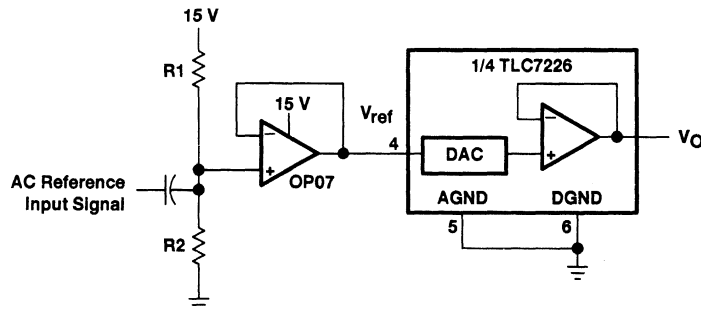 15 V
1/4 TLC7226
R1
15 V
Vref
4
−
+
OP07
−
+
DAC
VO
AC Reference
Input Signal
AGND
DGND
5
6
R2